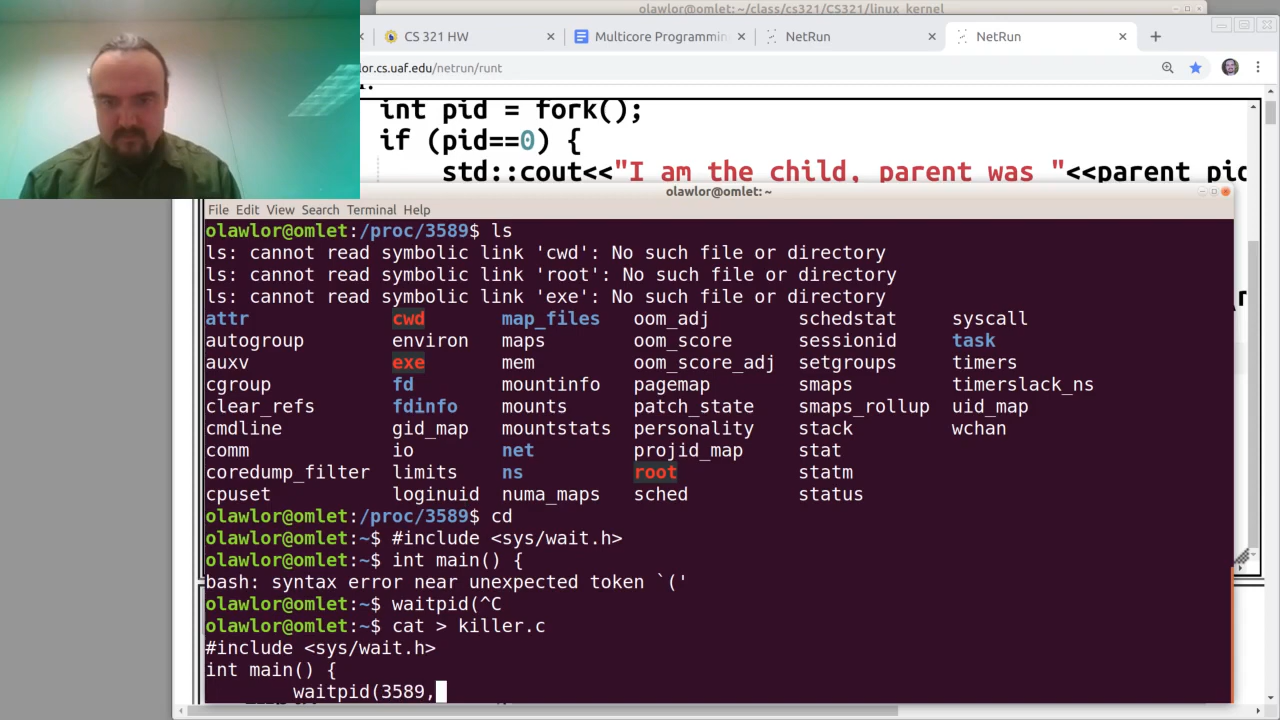 olawlor@omlet:~/class/cs321/CS321/linux_kernel
CS 321 HW
Multicore Programmin
NetRun
NetRun
lor.cs.uaf.edu/netrun/runt
int pid = fork();
if (pid==0) {
std::cout<<"I am the child, parent was "<<parent_pid
olawlor@omlet: ~
File Edit View Search Terminal Help
olawlor@omlet:/proc/3589$ ls
ls: cannot read symbolic link 'cwd': No such file or directory
ls: cannot read symbolic link 'root': No such file or directory
ls: cannot read symbolic link 'exe': No such file or directory
attr cwd map_files oom_adj schedstat syscall
autogroup environ maps oom_score sessionid task
auxv exe mem oom_score_adj setgroups timers
cgroup fd mountinfo pagemap smaps timerslack_ns
clear_refs fdinfo mounts patch_state smaps_rollup uid_map
cmdline gid_map mountstats personality stack wchan
comm io net projid_map stat
coredump_filter limits ns root statm
cpuset loginuid numa_maps sched status
olawlor@omlet:/proc/3589$ cd
olawlor@omlet:~$ #include <sys/wait.h>
olawlor@omlet:~$ int main() {
bash: syntax error near unexpected token `('
olawlor@omlet:~$ waitpid(^C
olawlor@omlet:~$ cat > killer.c
#include <sys/wait.h>
int main() {
waitpid(3589,